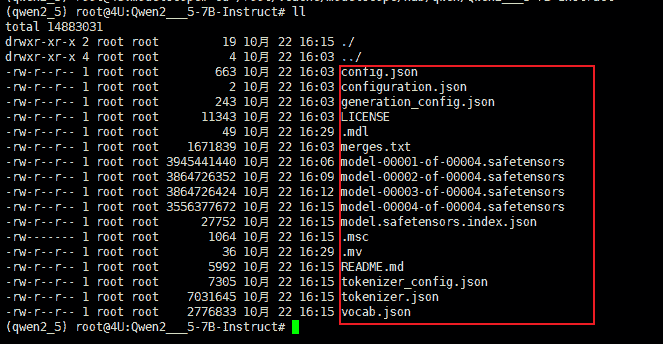 (qwen2_5) root@4U:Qwen2___5-7B-Instruct# ll
total 14883031
drwxr-xr-x 2 root root 19 10月 22 16:15 ./
drwxr-xr-x 4 root root 4 10月 22 16:03 ../
-rw-r--r-- 1 root root 663 10月 22 16:03 config.json
-rw-r--r-- 1 root root 2 10月 22 16:03 configuration.json
-rw-r--r-- 1 root root 243 10月 22 16:03 generation_config.json
-rw-r--r-- 1 root root 11343 10月 22 16:03 LICENSE
-rw-r--r-- 1 root root 49 10月 22 16:29 .mdl
-rw-r--r-- 1 root root 1671839 10月 22 16:03 merges.txt
-rw-r--r-- 1 root root 3945441440 10月 22 16:06 model-00001-of-00004.safetensors
-rw-r--r-- 1 root root 3864726352 10月 22 16:09 model-00002-of-00004.safetensors
-rw-r--r-- 1 root root 3864726424 10月 22 16:12 model-00003-of-00004.safetensors
-rw-r--r-- 1 root root 3556377672 10月 22 16:15 model-00004-of-00004.safetensors
-rw-r--r-- 1 root root 27752 10月 22 16:15 model.safetensors.index.json
-rw------- 1 root root 1064 10月 22 16:15 .msc
-rw-r--r-- 1 root root 36 10月 22 16:29 .mv
-rw-r--r-- 1 root root 5992 10月 22 16:15 README.md
-rw-r--r-- 1 root root 7305 10月 22 16:15 tokenizer_config.json
-rw-r--r-- 1 root root 7031645 10月 22 16:15 tokenizer.json
-rw-r--r-- 1 root root 2776833 10月 22 16:15 vocab.json
(qwen2_5) root@4U:Qwen2___5-7B-Instruct#